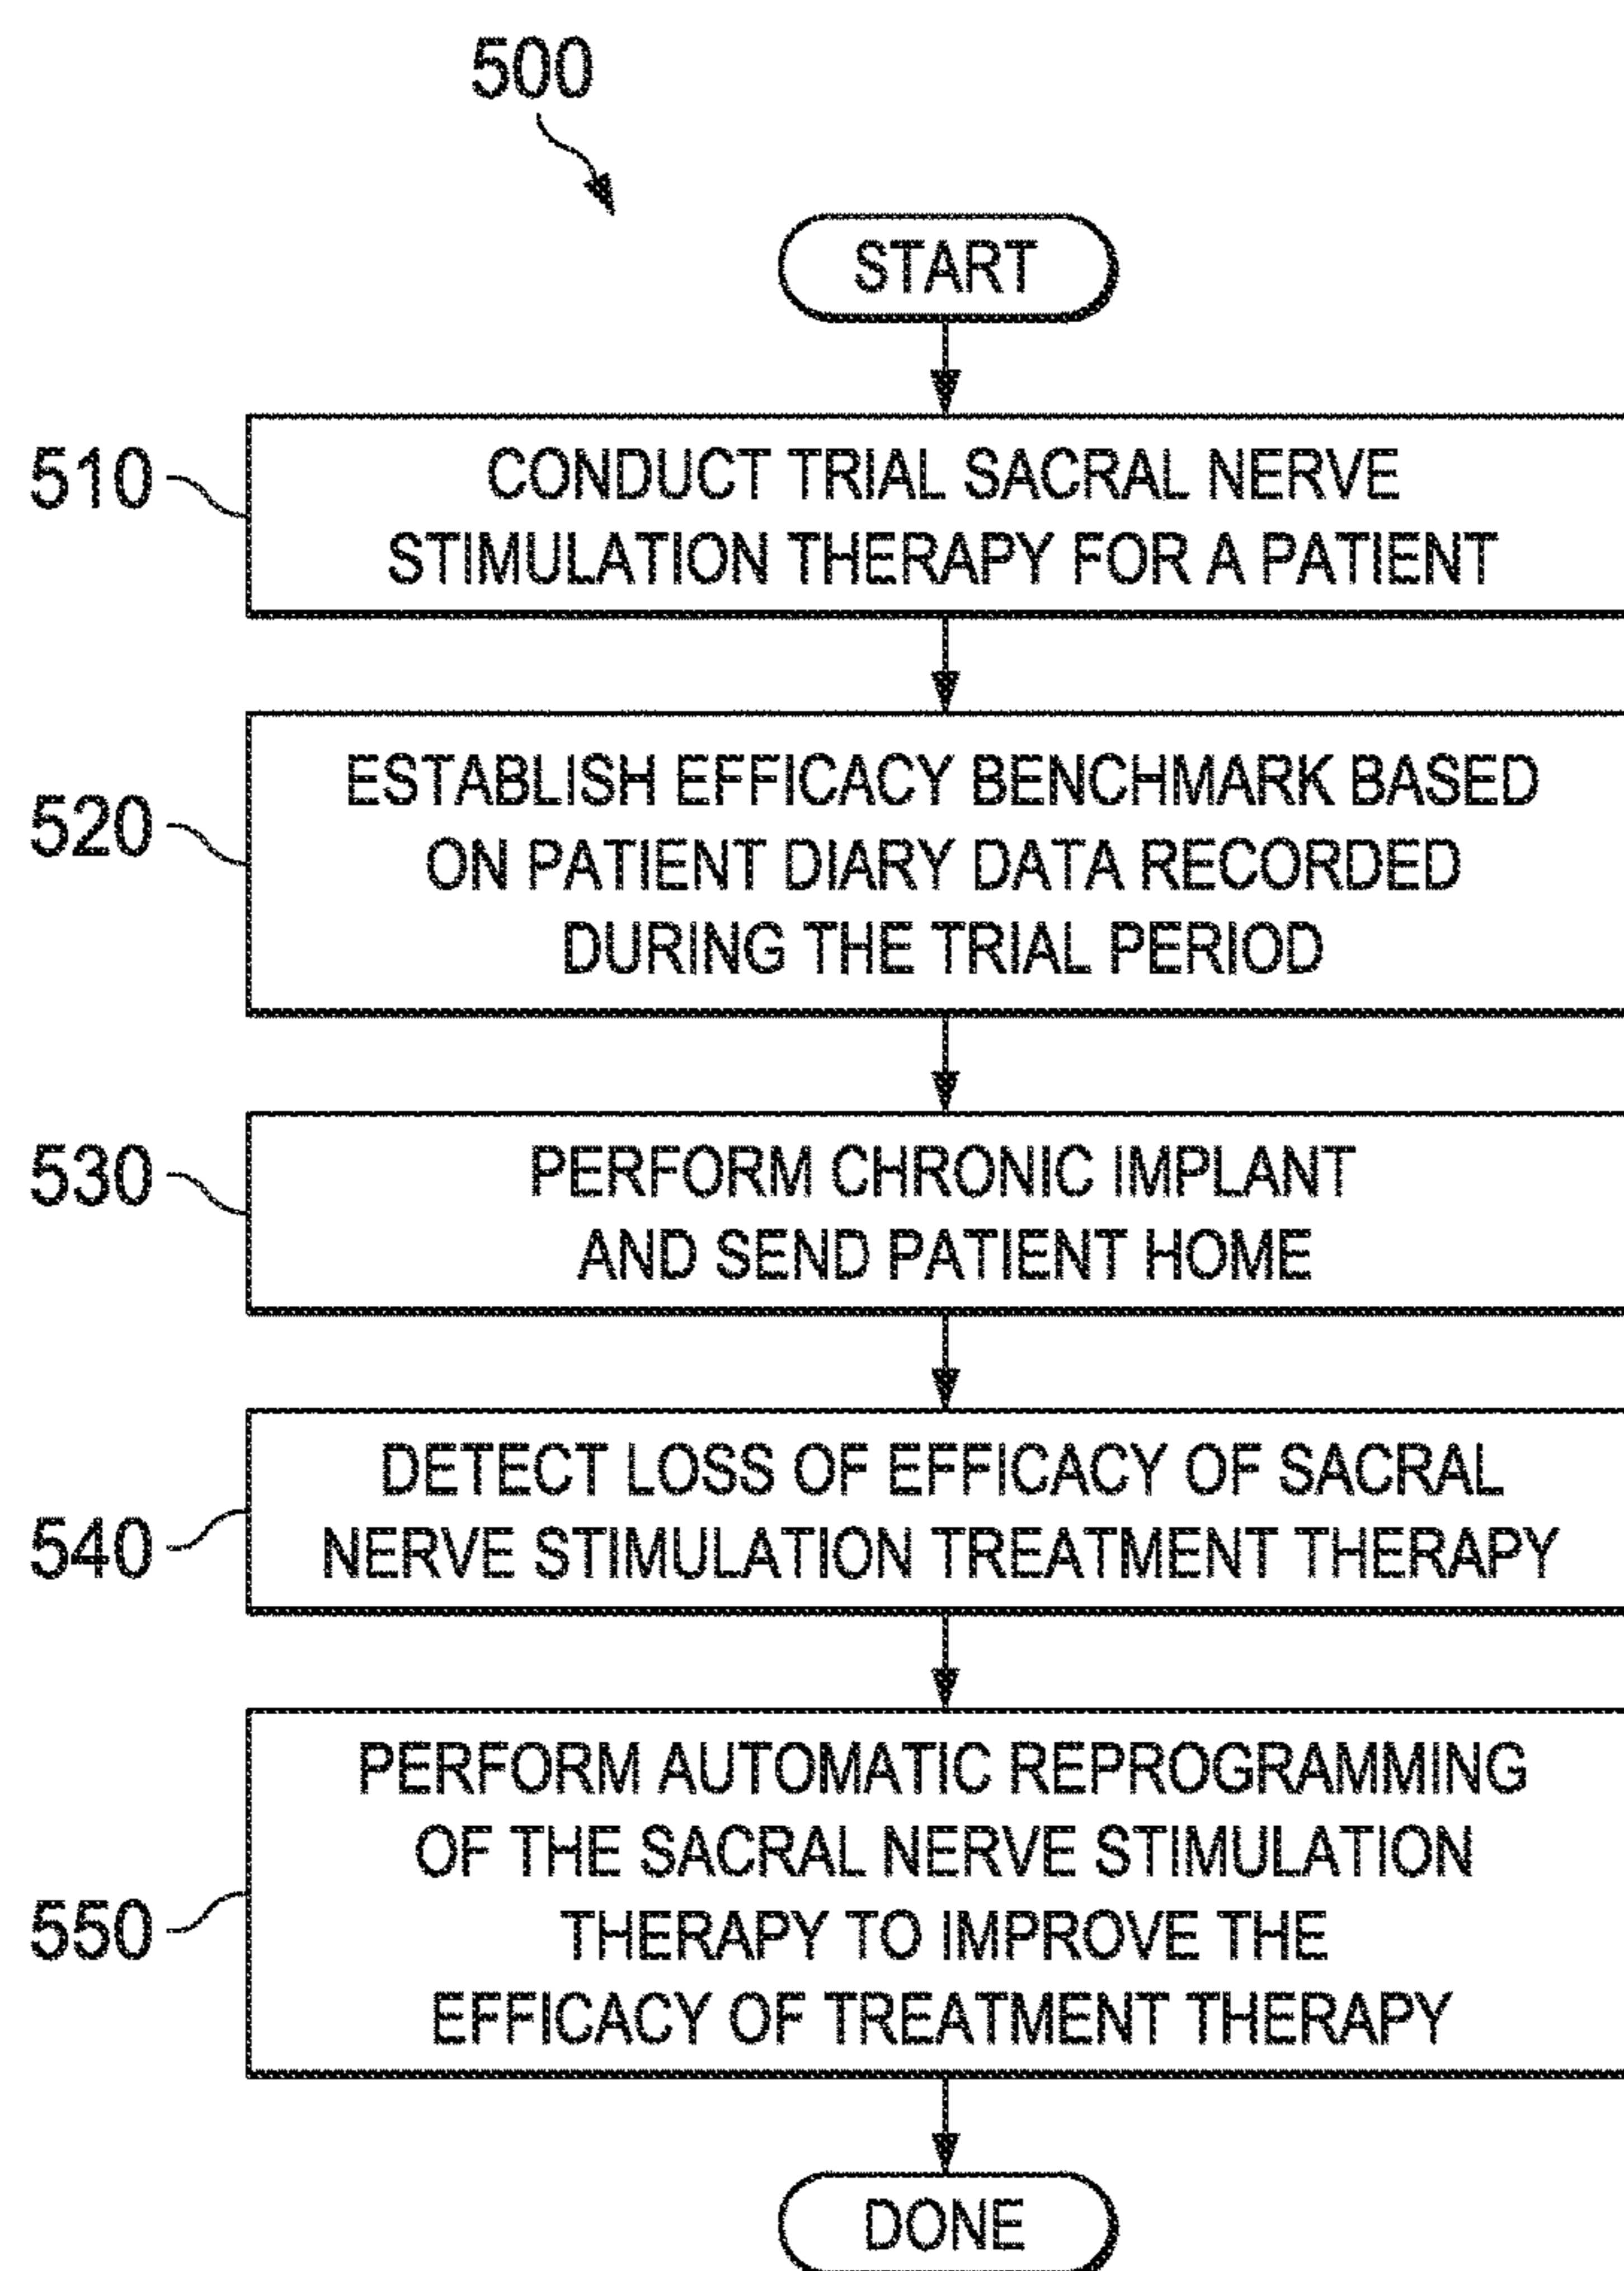 500
START
510
CONDUCT TRIAL SACRAL NERVE
STIMULATION THERAPY FOR A PATIENT
520
ESTABLISH EFFICACY BENCHMARK BASED
ON PATIENT DIARY DATA RECORDED
DURING THE TRIAL PERIOD
530
PERFORM CHRONIC IMPLANT
AND SEND PATIENT HOME
540
DETECT LOSS OF EFFICACY OF SACRAL
NERVE STIMULATION TREATMENT THERAPY
550
PERFORM AUTOMATIC REPROGRAMMING
OF THE SACRAL NERVE STIMULATION
THERAPY TO IMPROVE THE
EFFICACY OF TREATMENT THERAPY
DONE